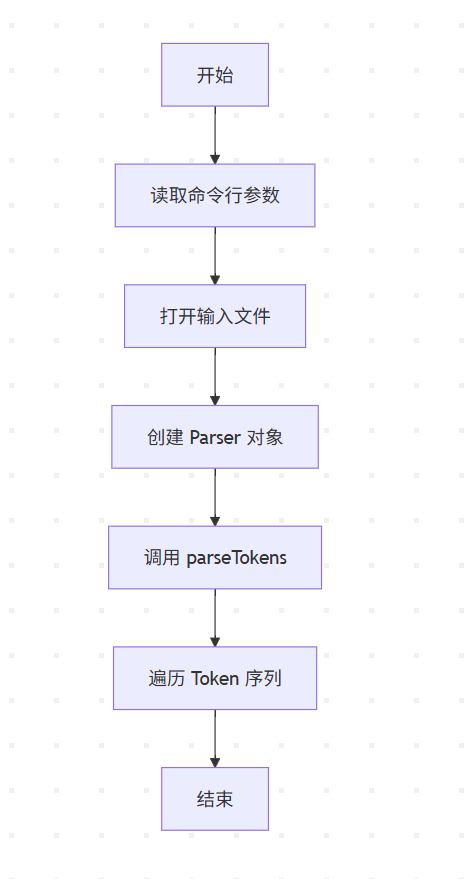 开始
读取命令行参数
打开输入文件
创建 Parser 对象
调用 parseTokens
遍历 Token 序列
结束